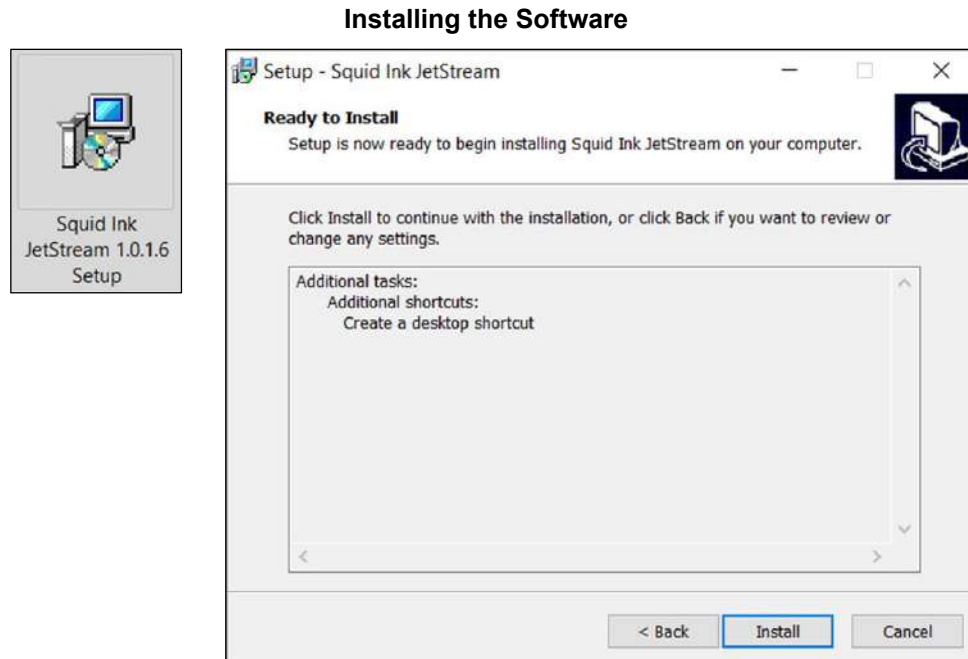 Installing the Software
Squid Ink
JetStream 1.0.1.6
Setup
Setup - Squid Ink JetStream
Ready to Install
Setup is now ready to begin installing Squid Ink JetStream on your computer.
Click Install to continue with the installation, or click Back if you want to review or
change any settings.
Additional tasks:
Additional shortcuts:
Create a desktop shortcut
< Back
Install
Cancel